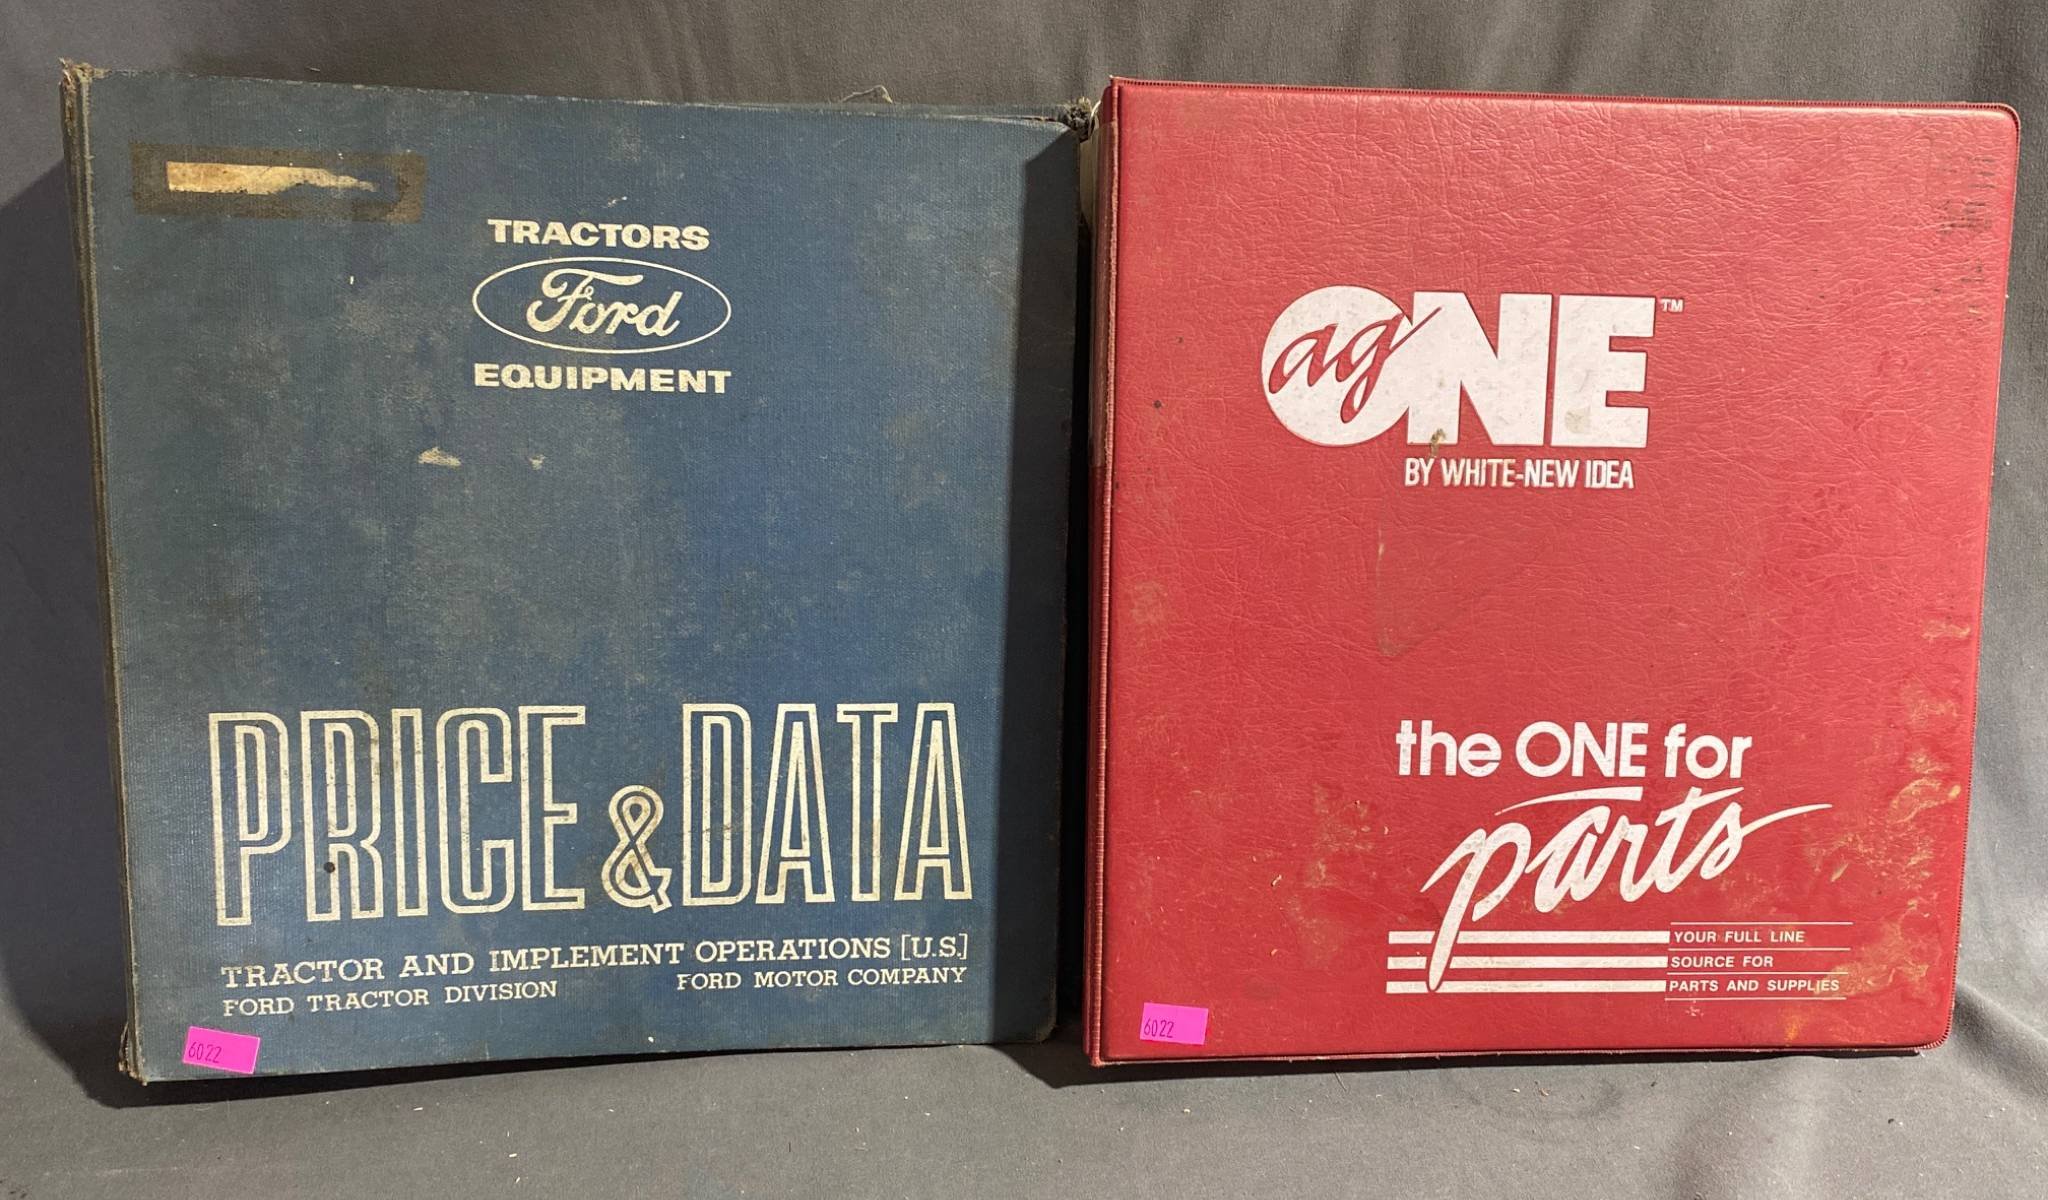 TRACTORS
Ford
EQUIPMENT
PRICE & DATA
TRACTOR AND IMPLEMENT OPERATIONS [U.S.]
FORD TRACTOR DIVISION FORD MOTOR COMPANY
6022
ag ONE™
BY WHITE-NEW IDEA
the ONE for
parts
YOUR FULL LINE
SOURCE FOR
PARTS AND SUPPLIES
6022